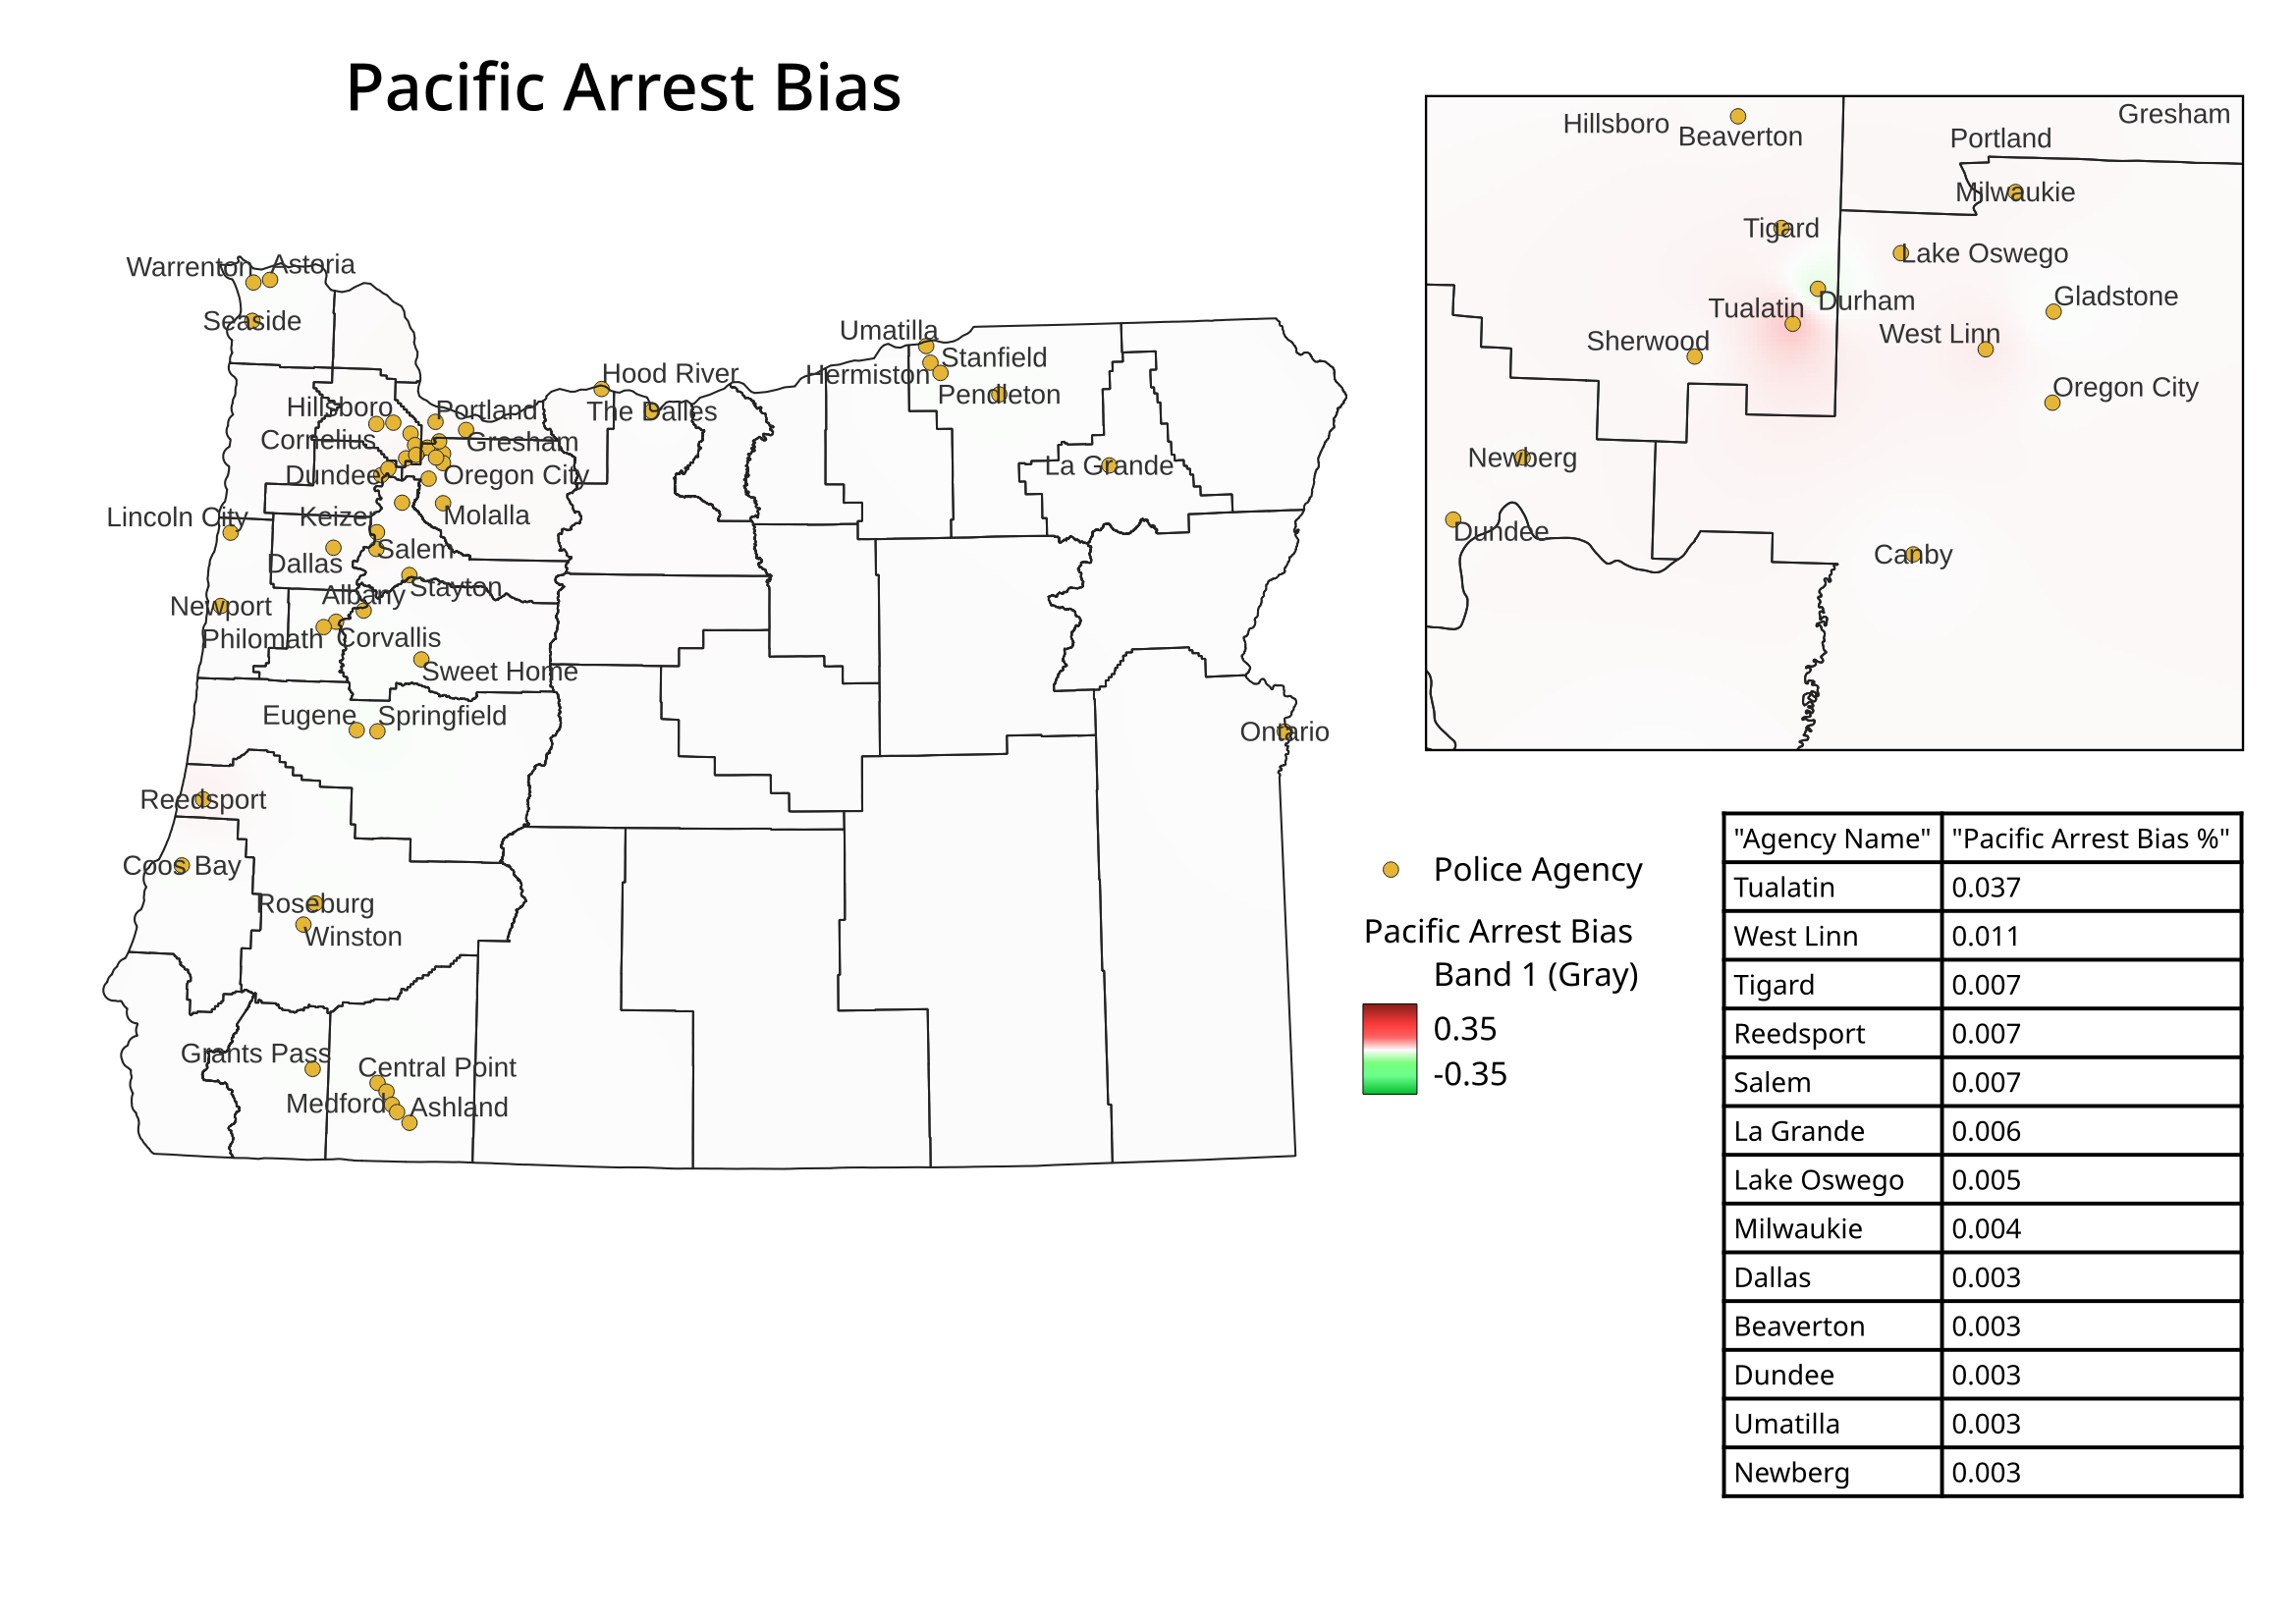 Pacific Arrest Bias
Warrenton
Astoria
Seaside
Umatilla
Stanfield
Hermiston
Pendleton
Hood River
The Dalles
Hillsboro
Portland
Cornelius
Gresham
Dundee
Oregon City
La Grande
Lincoln City
Keizer
Molalla
Dallas
Salem
Albany
Stayton
Newport
Philomath
Corvallis
Sweet Home
Eugene
Springfield
Ontario
Reedsport
Coos Bay
Roseburg
Winston
Grants Pass
Central Point
Medford
Ashland
Hillsboro
Beaverton
Portland
Gresham
Milwaukie
Tigard
Lake Oswego
Tualatin
Durham
Gladstone
Sherwood
West Linn
Oregon City
Newberg
Dundee
Canby
Police Agency
Pacific Arrest Bias
Band 1 (Gray)
0.35
-0.35
"Agency Name" "Pacific Arrest Bias %"
Tualatin 0.037
West Linn 0.011
Tigard 0.007
Reedsport 0.007
Salem 0.007
La Grande 0.006
Lake Oswego 0.005
Milwaukie 0.004
Dallas 0.003
Beaverton 0.003
Dundee 0.003
Umatilla 0.003
Newberg 0.003